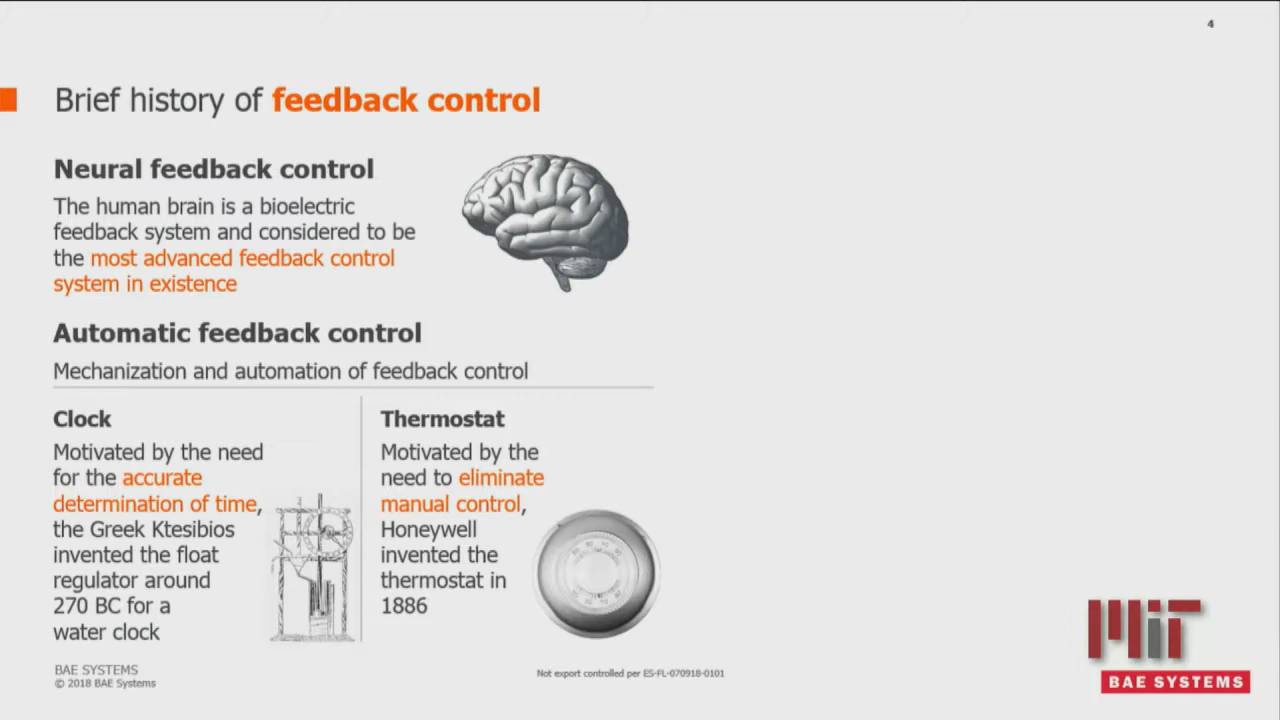 4
Brief history of feedback control
Neural feedback control
The human brain is a bioelectric
feedback system and considered to be
the most advanced feedback control
system in existence
Automatic feedback control
Mechanization and automation of feedback control
Clock
Motivated by the need
for the accurate
determination of time,
the Greek Ktesibios
invented the float
regulator around
270 BC for a
water clock
Thermostat
Motivated by the
need to eliminate
manual control,
Honeywell
invented the
thermostat in
1886
BAE SYSTEMS
© 2018 BAE Systems
Not export controlled per ES-FL-070918-0101
MIT
BAE SYSTEMS